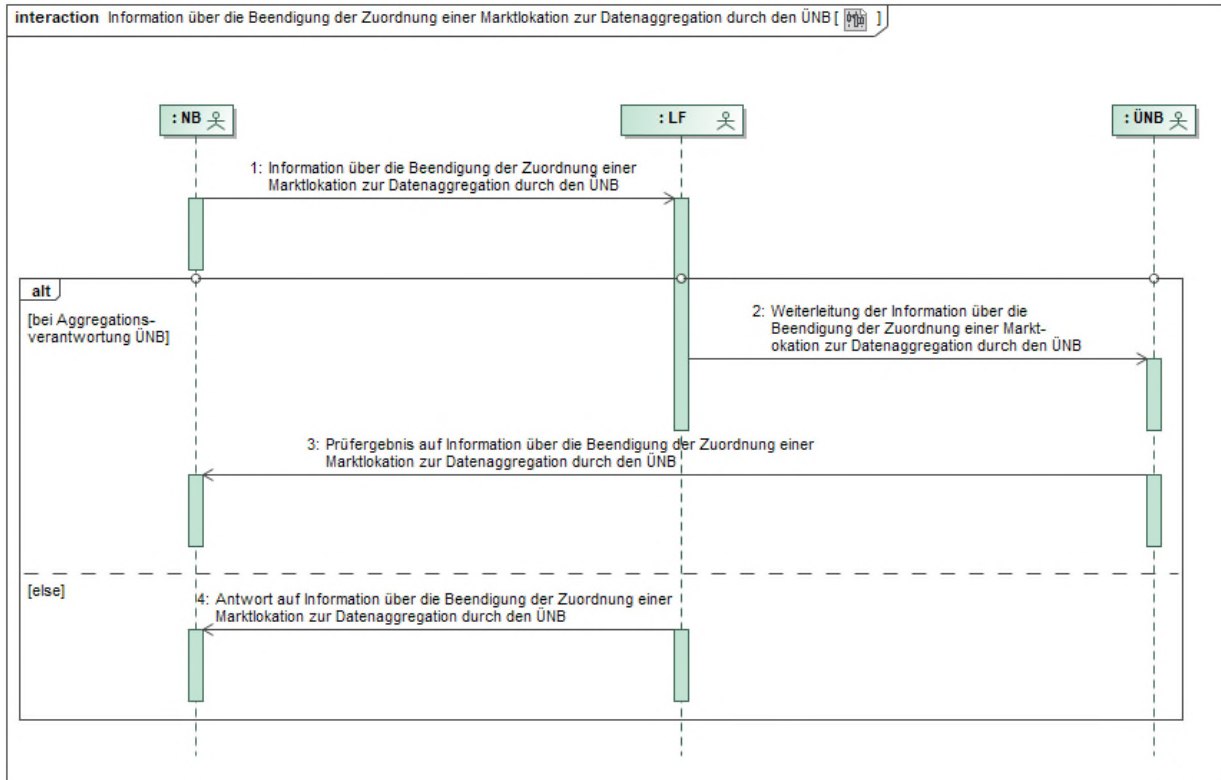 interaction Information über die Beendigung der Zuordnung einer Marktlokation zur Datenaggregation durch den ÜNB [ ]
: NB
: LF
: ÜNB
1: Information über die Beendigung der Zuordnung einer
Marktlokation zur Datenaggregation durch den ÜNB
alt
[bei Aggregations-
verantwortung ÜNB]
2: Weiterleitung der Information über die
Beendigung der Zuordnung einer Markt-
okation zur Datenaggregation durch den ÜNB
3: Prüfergebnis auf Information über die Beendigung der Zuordnung einer
Marktlokation zur Datenaggregation durch den ÜNB
[else]
4: Antwort auf Information über die Beendigung der Zuordnung einer
Marktlokation zur Datenaggregation durch den ÜNB